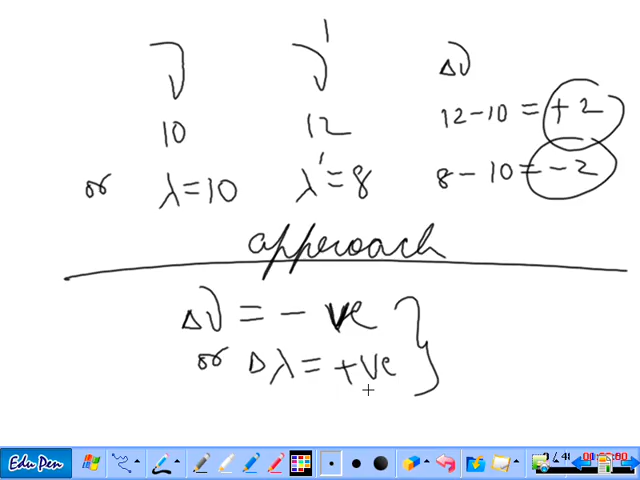 ν ν'
Δν
10 12 12-10 = +2
or λ=10 λ'=8 8-10=-2
approach
Δν = - ve
or Δλ = +ve
Edu Pen